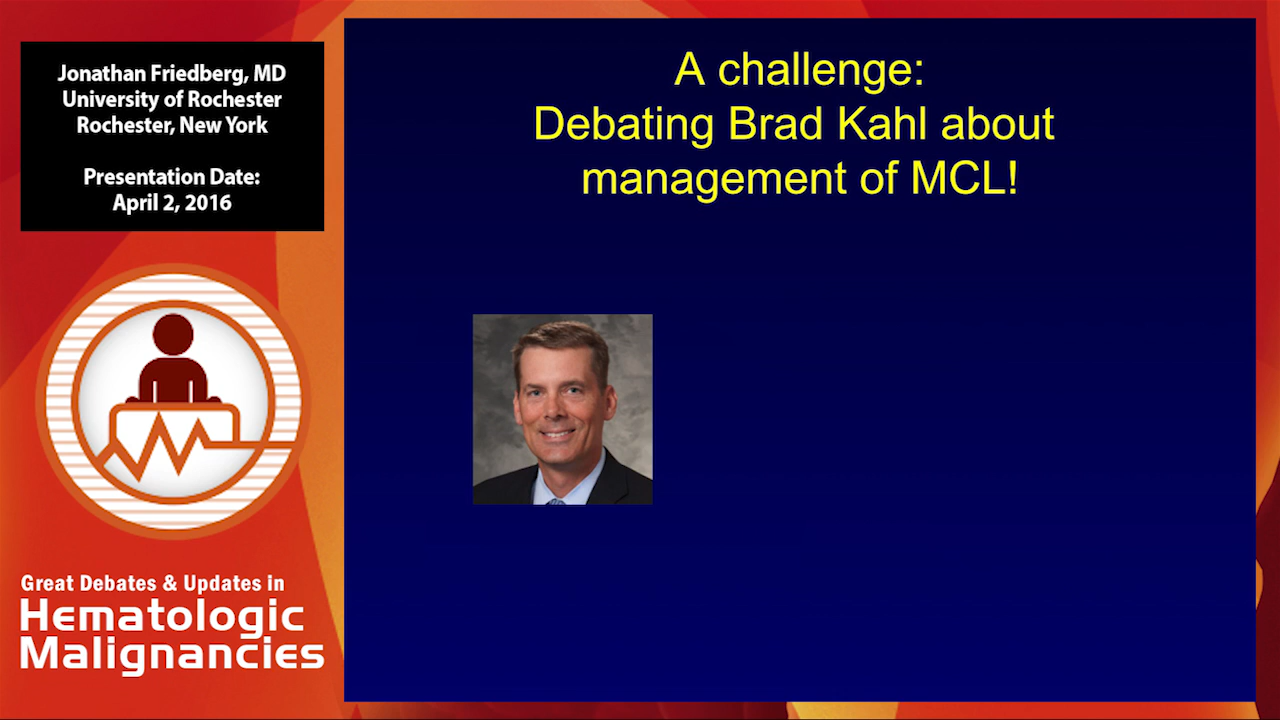 Jonathan Friedberg, MD
University of Rochester
Rochester, New York
Presentation Date:
April 2, 2016
Great Debates & Updates in
Hematologic
Malignancies
A challenge:
Debating Brad Kahl about
management of MCL!